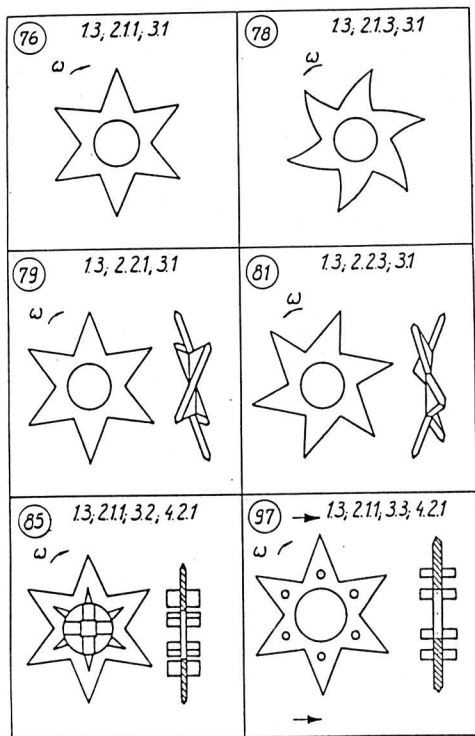 76 1.3; 2.1.1; 3.1
ω
78 1.3; 2.1.3; 3.1
ω
79 1.3; 2.2.1; 3.1
ω
81 1.3; 2.2.3; 3.1
ω
85 1.3; 2.1.1; 3.2; 4.2.1
ω
97 1.3; 2.1.1; 3.3; 4.2.1
ω